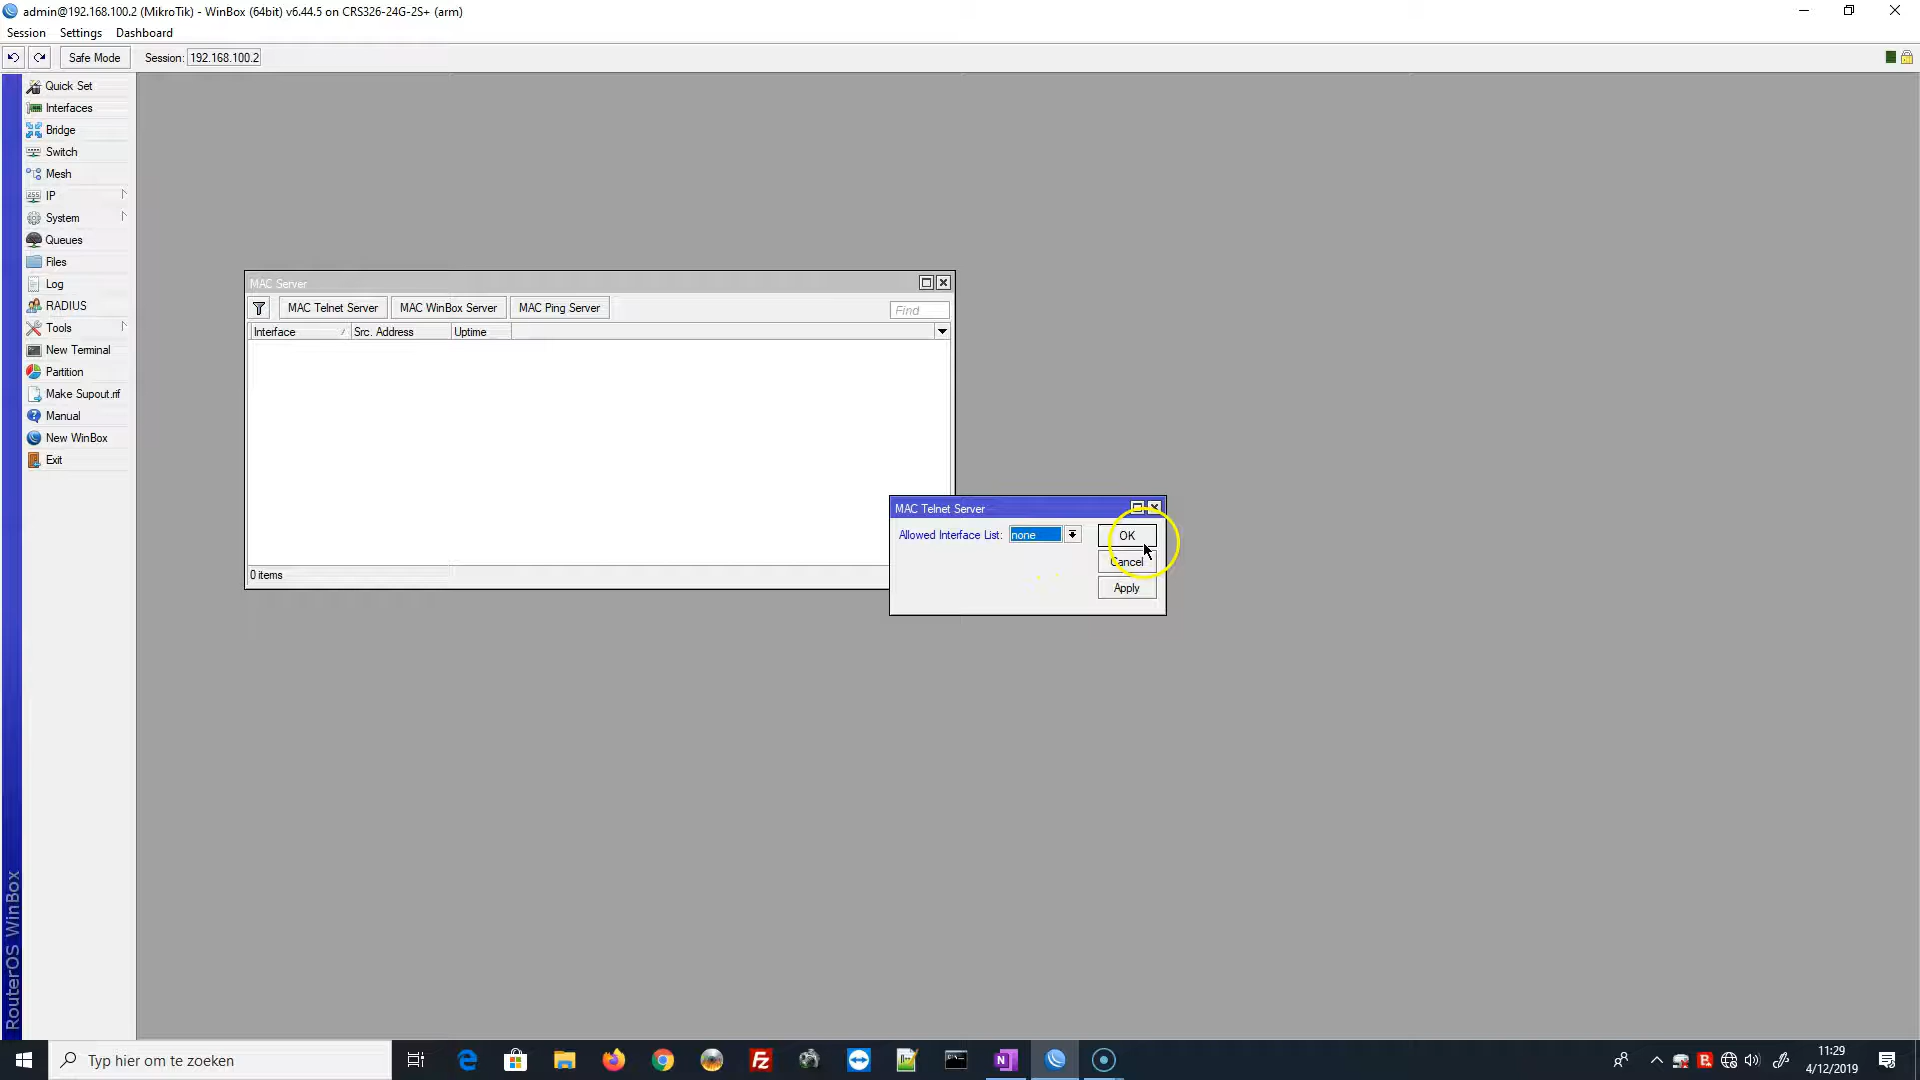 admin@192.168.100.2 (MikroTik) - WinBox (64bit) v6.44.5 on CRS326-24G-2S+ (arm)
Session Settings Dashboard
Safe Mode Session: 192.168.100.2
Quick Set
Interfaces
Bridge
Switch
Mesh
IP
System
Queues
Files
Log
RADIUS
Tools
New Terminal
Partition
Make Supout.rif
Manual
New WinBox
Exit
RouterOS WinBox
MAC Server
MAC Telnet Server MAC WinBox Server MAC Ping Server Find
Interface Src. Address Uptime
0 items
MAC Telnet Server
Allowed Interface List: none OK
Cancel
Apply
Typ hier om te zoeken
11:29
4/12/2019